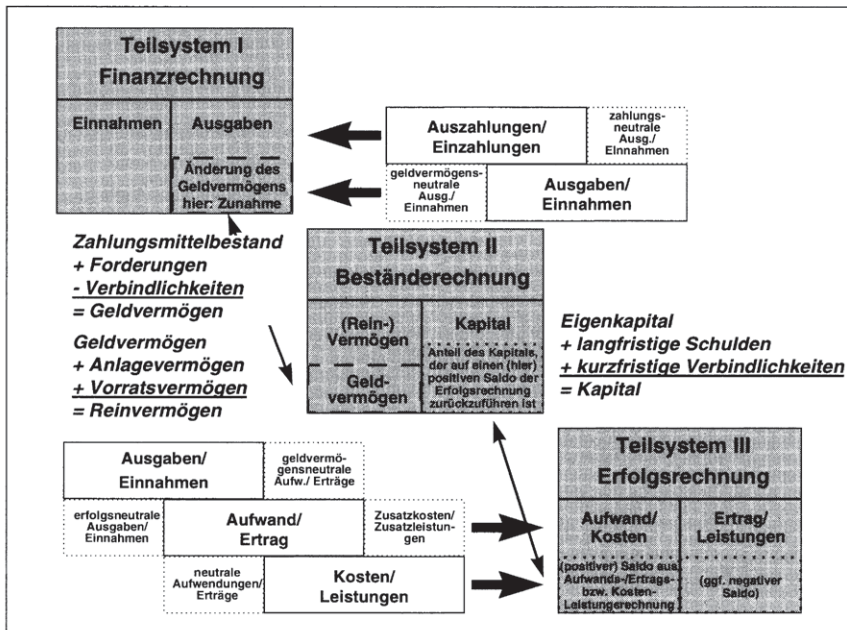 Teilsystem I
Finanzrechnung
Einnahmen
Ausgaben
Änderung des
Geldvermögens
hier: Zunahme
Auszahlungen/
Einzahlungen
zahlungs-
neutrale
Ausg./
Einnahmen
geldvermögens-
neutrale
Ausg./
Einnahmen
Ausgaben/
Einnahmen
Zahlungsmittelbestand
+ Forderungen
- Verbindlichkeiten
= Geldvermögen
Geldvermögen
+ Anlagevermögen
+ Vorratsvermögen
= Reinvermögen
Teilsystem II
Beständerechnung
(Rein-)
Vermögen
Geld-
vermögen
Kapital
Anteil des Kapitals,
der auf einen (hier)
positiven Saldo der
Erfolgsrechnung
zurückzuführen ist
Eigenkapital
+ langfristige Schulden
+ kurzfristige Verbindlichkeiten
= Kapital
Ausgaben/
Einnahmen
geldvermö-
gensneutrale
Aufw./ Erträge
erfolgsneutrale
Ausgaben/
Einnahmen
Aufwand/
Ertrag
Zusatzkosten/
Zusatzleistun-
gen
neutrale
Aufwendungen/
Erträge
Kosten/
Leistungen
Teilsystem III
Erfolgsrechnung
Aufwand/
Kosten
Ertrag/
Leistungen
(positiver) Saldo aus
Aufwands-/Ertrags-
bzw. Kosten-
Leistungsrechnung
(ggf. negativer
Saldo)